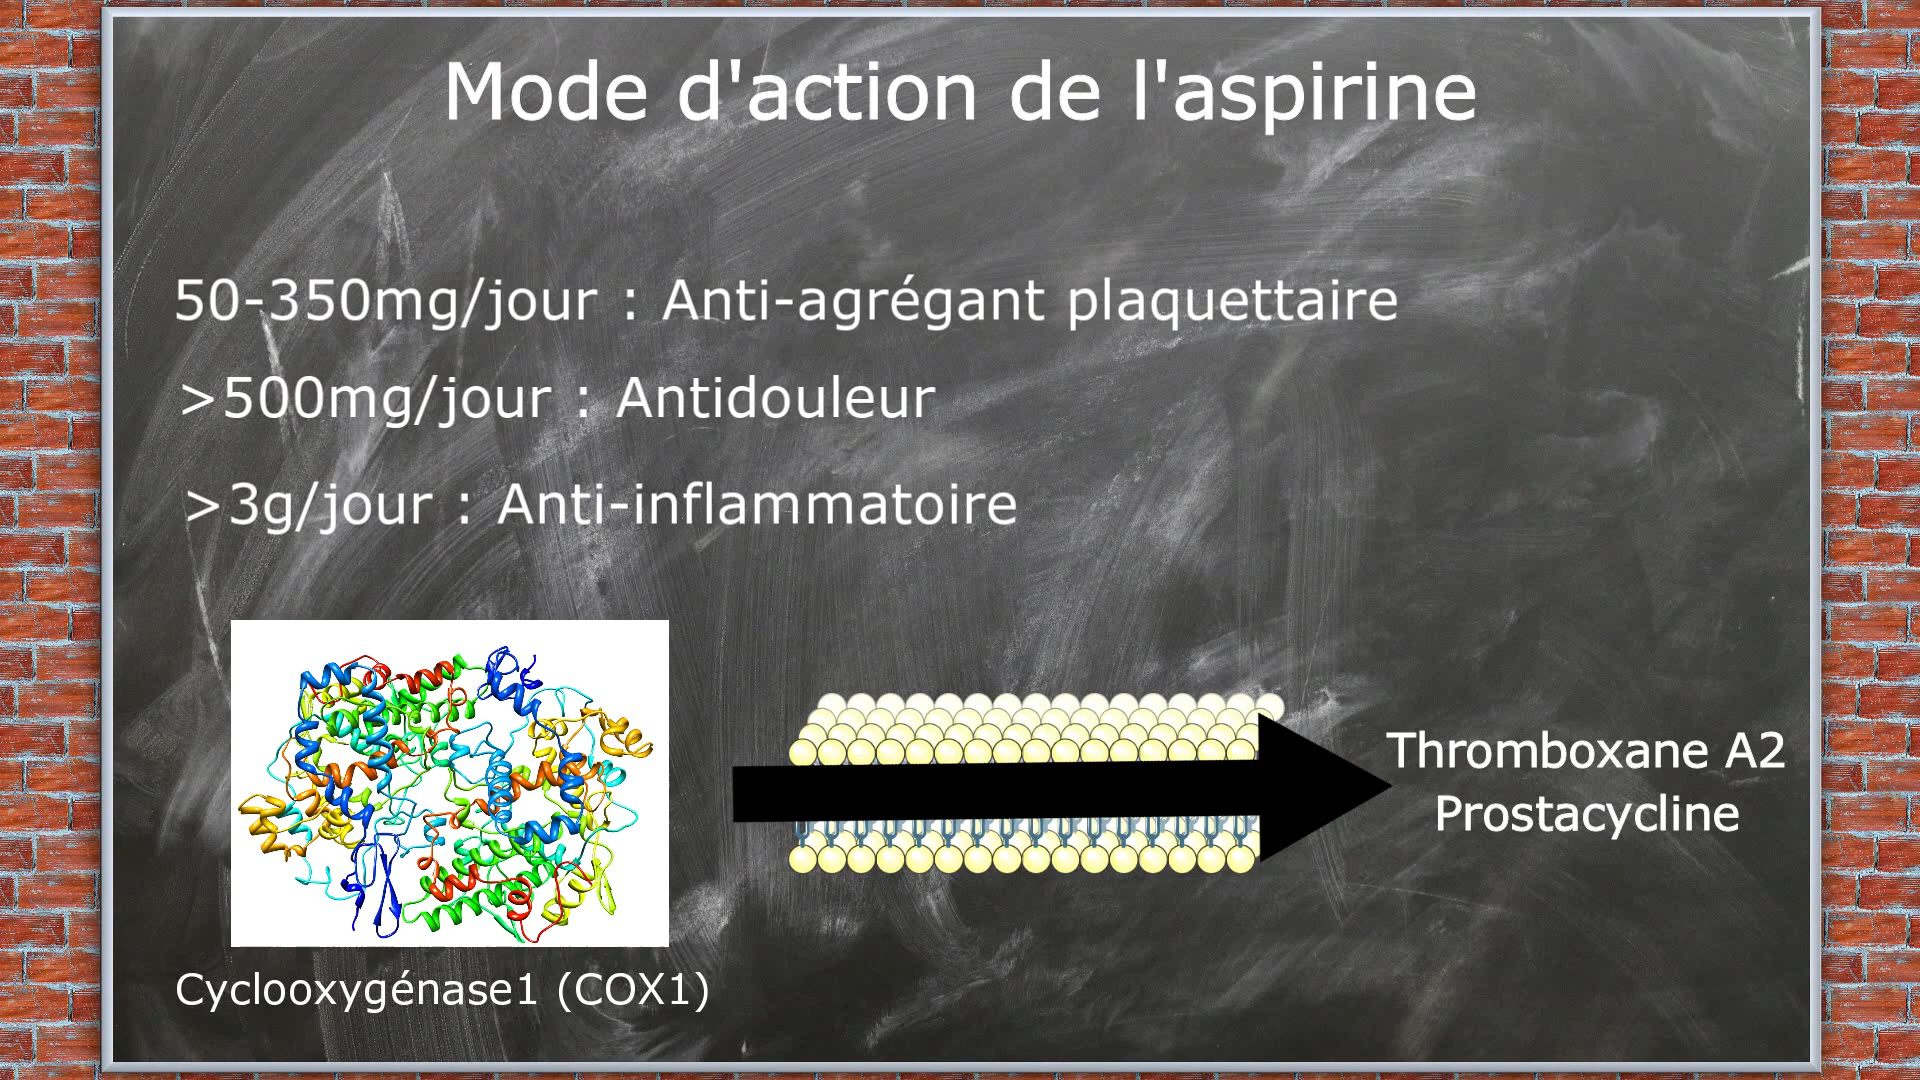 Mode d'action de l'aspirine
50-350mg/jour : Anti-agrégant plaquettaire
>500mg/jour : Antidouleur
>3g/jour : Anti-inflammatoire
Thromboxane A2
Prostacycline
Cyclooxygénase1 (COX1)